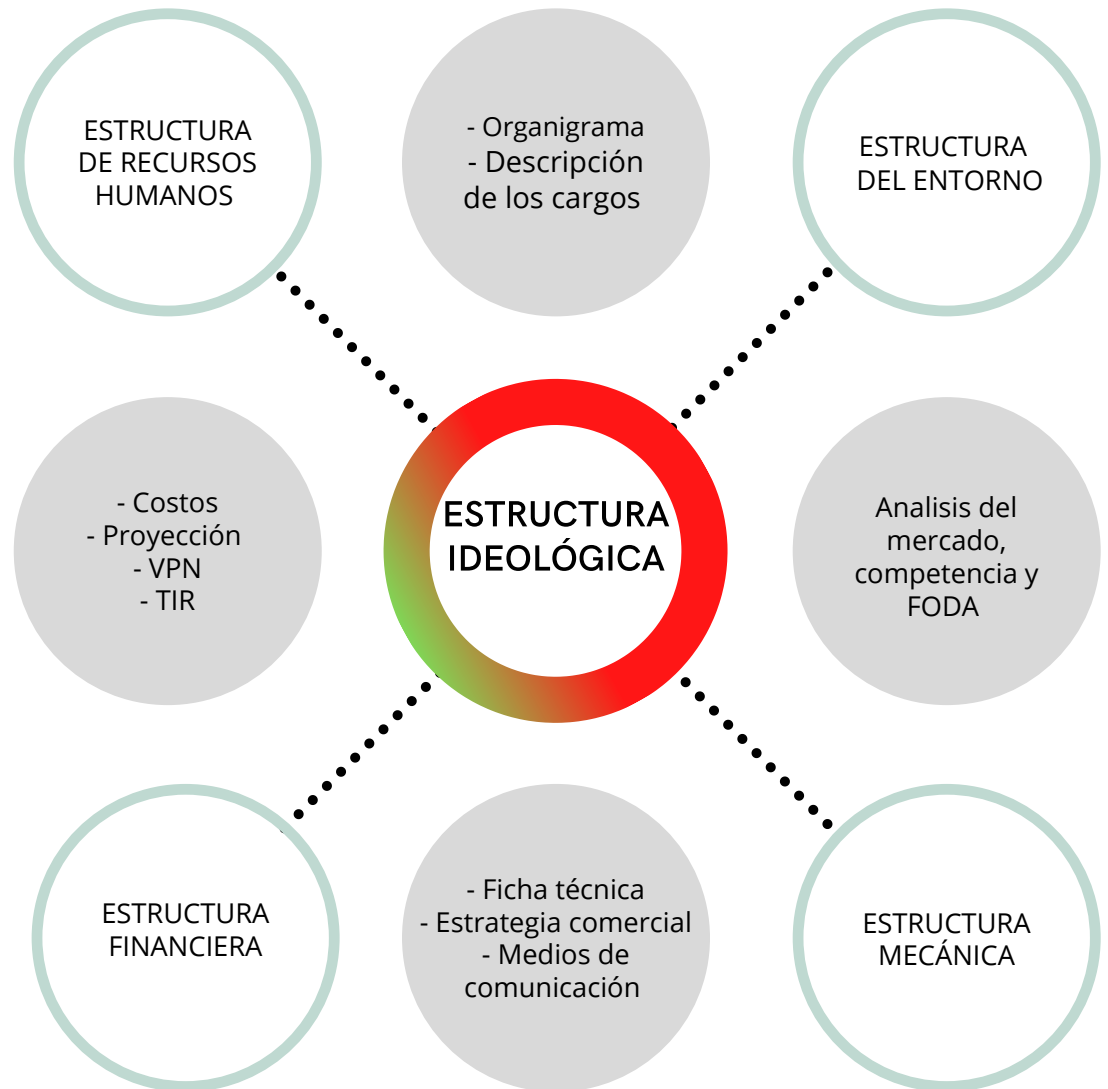 ESTRUCTURA
DE RECURSOS
HUMANOS
- Organigrama
- Descripción
de los cargos
ESTRUCTURA
DEL ENTORNO
- Costos
- Proyección
- VPN
- TIR
ESTRUCTURA
IDEOLÓGICA
Analisis del
mercado,
competencia y
FODA
ESTRUCTURA
FINANCIERA
- Ficha técnica
- Estrategia comercial
- Medios de
comunicación
ESTRUCTURA
MECÁNICA